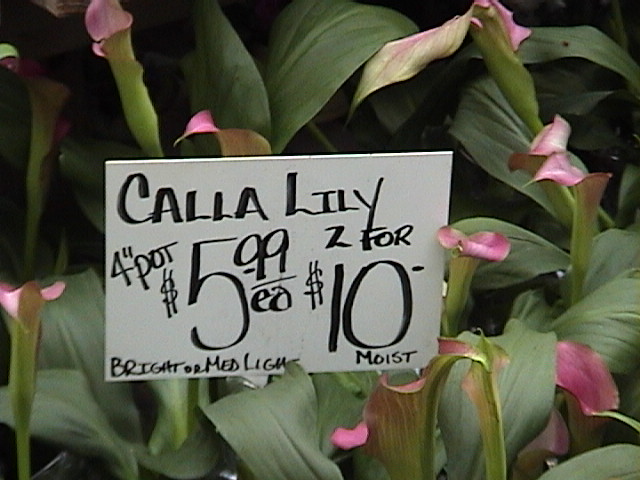 CALLA LILY
4" POT $5.99 ea 2 FOR $10-
BRIGHT OR MED LIGHT MOIST